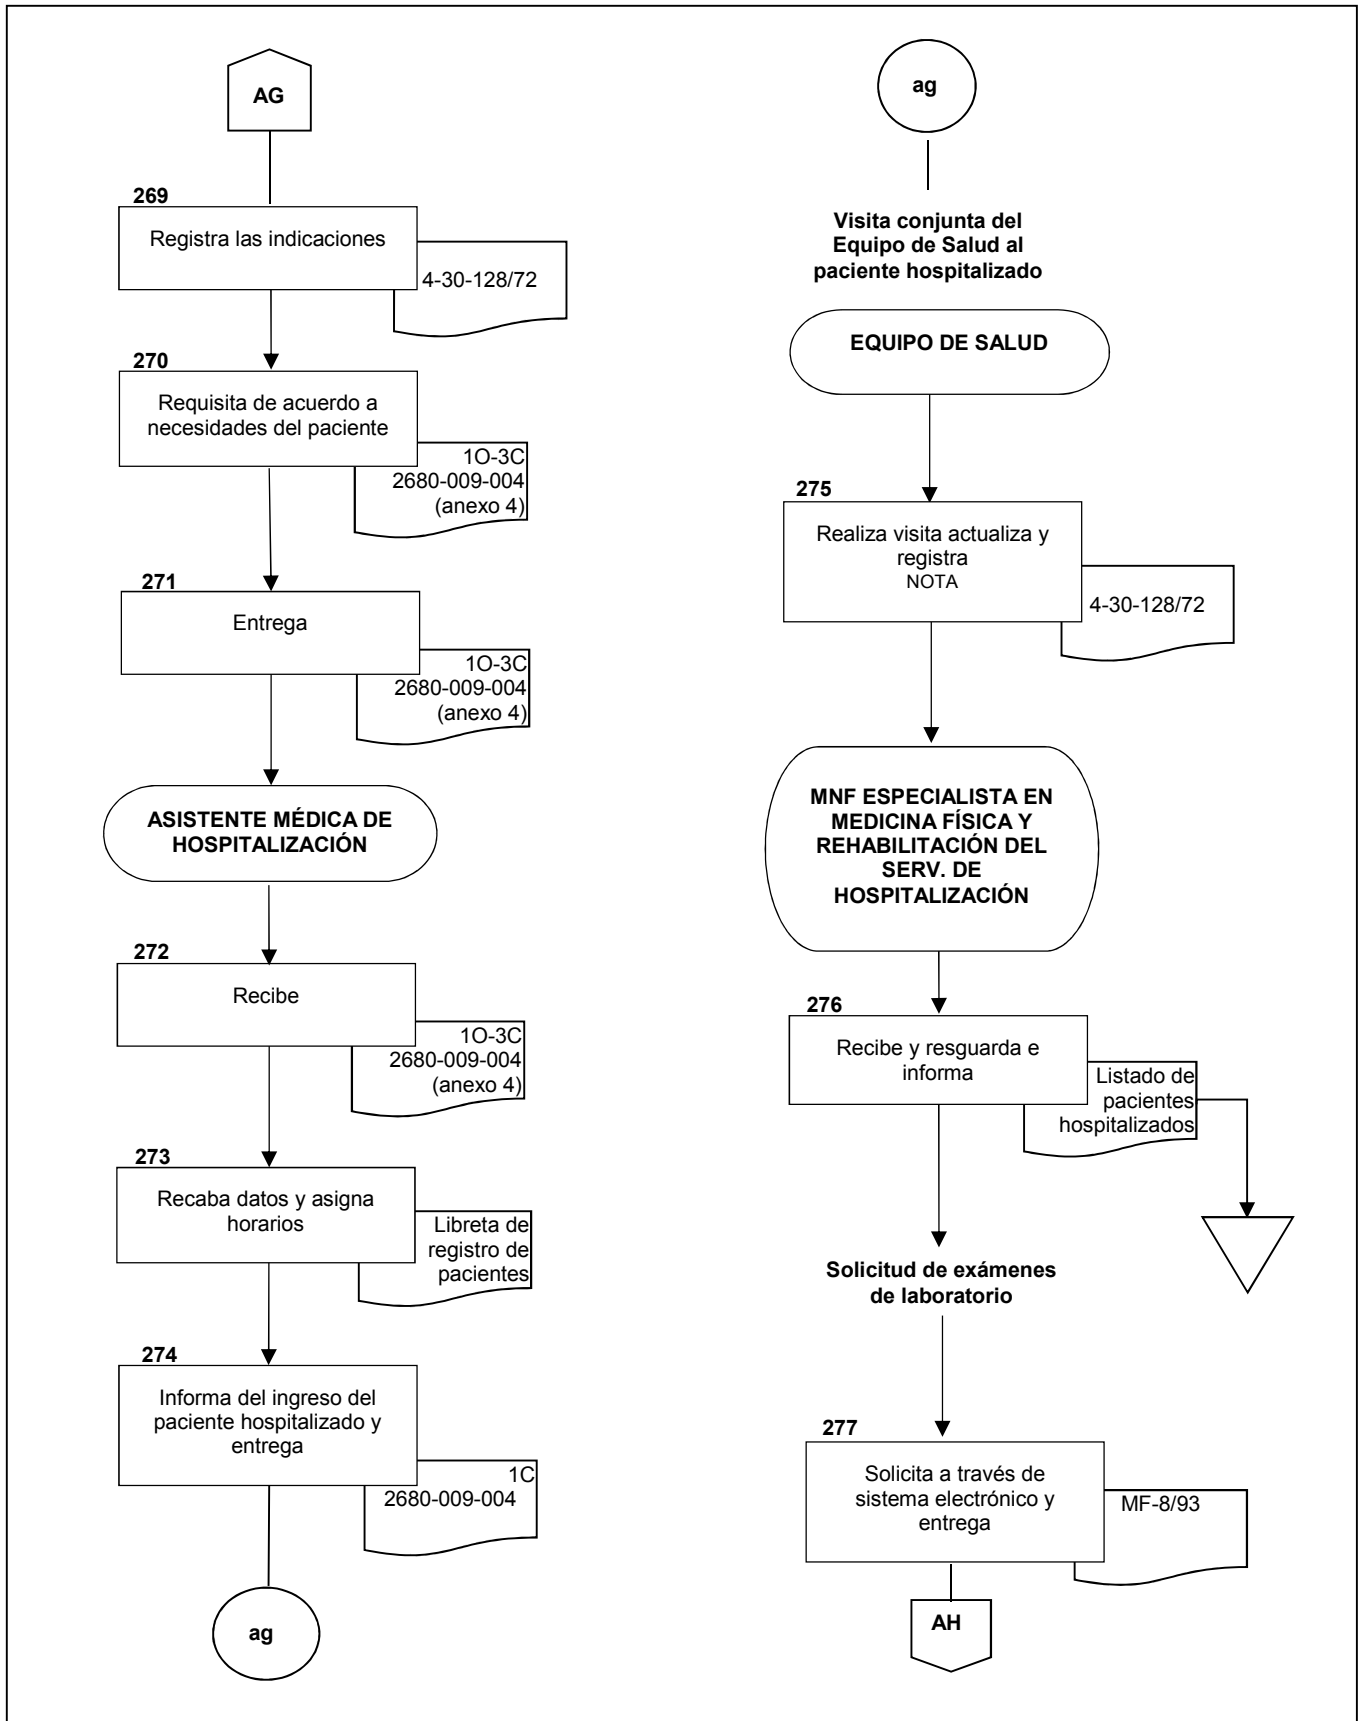 AG
269
Registra las indicaciones
4-30-128/72
270
Requisita de acuerdo a
necesidades del paciente
1O-3C
2680-009-004
(anexo 4)
271
Entrega
1O-3C
2680-009-004
(anexo 4)
ASISTENTE MÉDICA DE
HOSPITALIZACIÓN
272
Recibe
1O-3C
2680-009-004
(anexo 4)
273
Recaba datos y asigna
horarios
Libreta de
registro de
pacientes
274
Informa del ingreso del
paciente hospitalizado y
entrega
1C
2680-009-004
ag
ag
Visita conjunta del
Equipo de Salud al
paciente hospitalizado
EQUIPO DE SALUD
275
Realiza visita actualiza y
registra
NOTA
4-30-128/72
MNF ESPECIALISTA EN
MEDICINA FÍSICA Y
REHABILITACIÓN DEL
SERV. DE
HOSPITALIZACIÓN
276
Recibe y resguarda e
informa
Listado de
pacientes
hospitalizados
Solicitud de exámenes
de laboratorio
277
Solicita a través de
sistema electrónico y
entrega
MF-8/93
AH